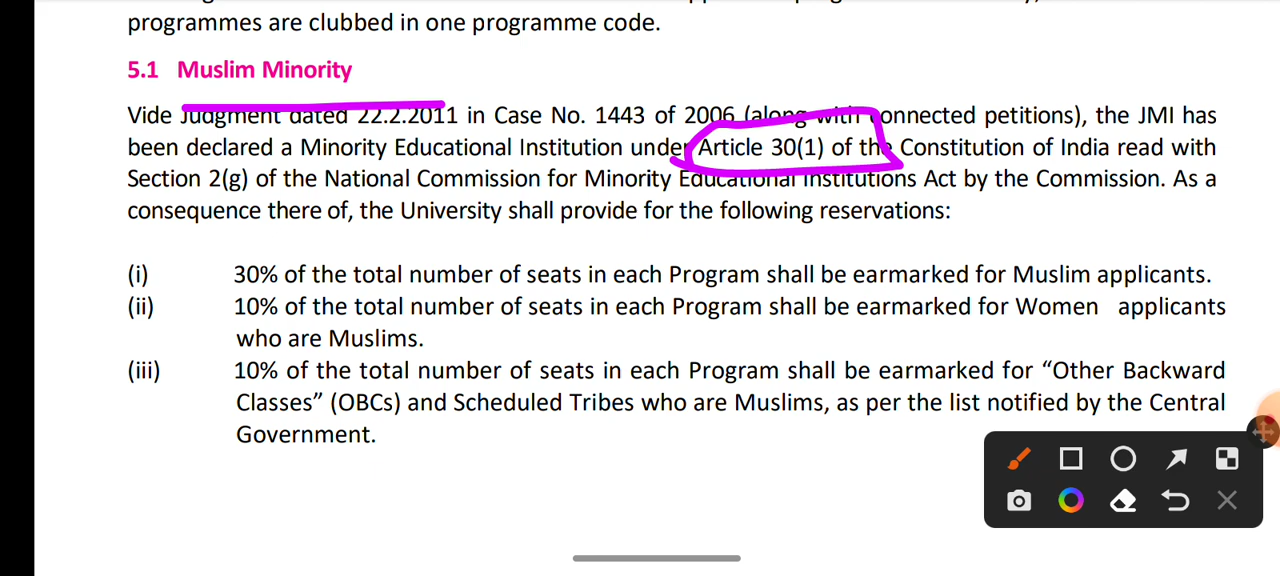 programmes are clubbed in one programme code.
5.1 Muslim Minority
Vide Judgment dated 22.2.2011 in Case No. 1443 of 2006 (along with connected petitions), the JMI has
been declared a Minority Educational Institution under Article 30(1) of the Constitution of India read with
Section 2(g) of the National Commission for Minority Educational Institutions Act by the Commission. As a
consequence there of, the University shall provide for the following reservations:
(i) 30% of the total number of seats in each Program shall be earmarked for Muslim applicants.
(ii) 10% of the total number of seats in each Program shall be earmarked for Women applicants
who are Muslims.
(iii) 10% of the total number of seats in each Program shall be earmarked for “Other Backward
Classes” (OBCs) and Scheduled Tribes who are Muslims, as per the list notified by the Central
Government.